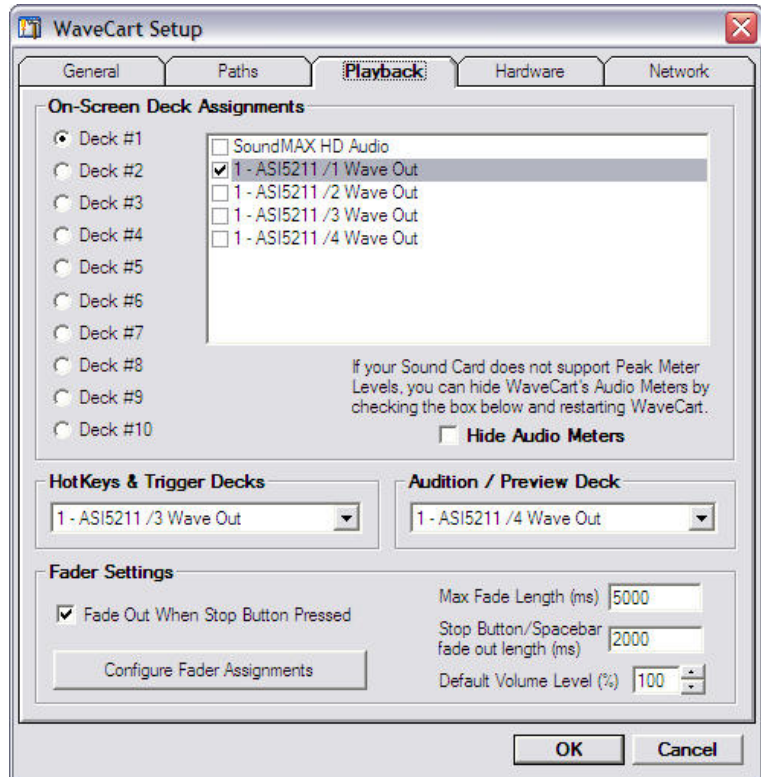 WaveCart Setup
General Paths Playback Hardware Network
On-Screen Deck Assignments
Deck #1
Deck #2
Deck #3
Deck #4
Deck #5
Deck #6
Deck #7
Deck #8
Deck #9
Deck #10
SoundMAX HD Audio
1 - ASI5211 /1 Wave Out
1 - ASI5211 /2 Wave Out
1 - ASI5211 /3 Wave Out
1 - ASI5211 /4 Wave Out
If your Sound Card does not support Peak Meter
Levels, you can hide WaveCart's Audio Meters by
checking the box below and restarting WaveCart.
Hide Audio Meters
HotKeys & Trigger Decks
1 - ASI5211 /3 Wave Out
Audition / Preview Deck
1 - ASI5211 /4 Wave Out
Fader Settings
Fade Out When Stop Button Pressed
Configure Fader Assignments
Max Fade Length (ms) 5000
Stop Button/Spacebar
fade out length (ms) 2000
Default Volume Level (%) 100
OK Cancel